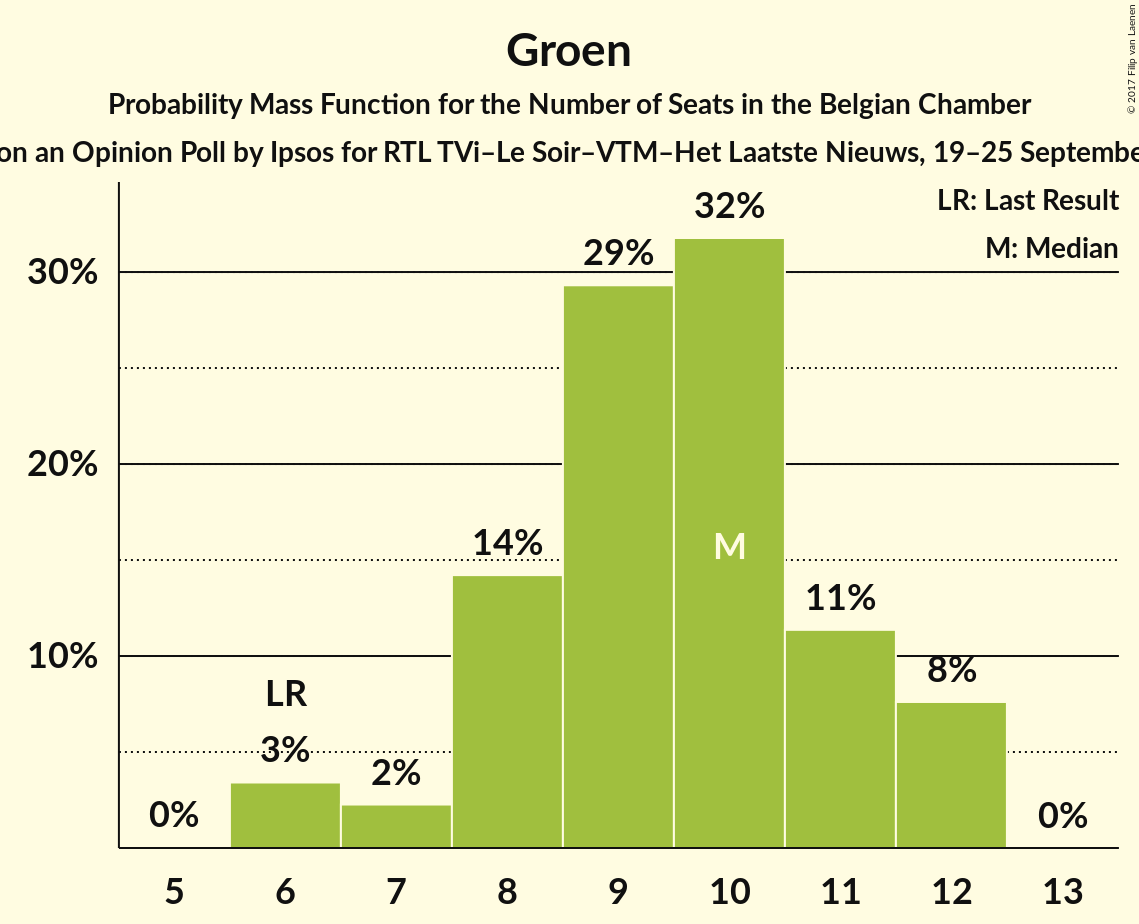 Groen
Probability Mass Function for the Number of Seats in the Belgian Chamber
on an Opinion Poll by Ipsos for RTL TVi–Le Soir–VTM–Het Laatste Nieuws, 19–25 Septembe
© 2017 Filip van Laenen
LR: Last Result
M: Median
30%
20%
10%
0%
LR
3%
2%
14%
29%
32%
M
11%
8%
0%
5 6 7 8 9 10 11 12 13